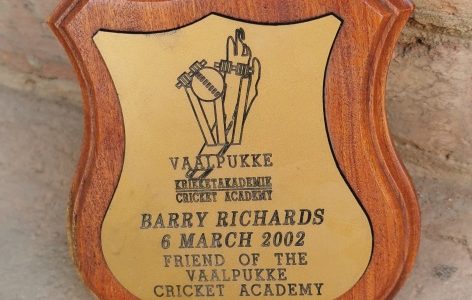 VAALPUKKE
KRIEKETAKADEMIE
CRICKET ACADEMY
BARRY RICHARDS
6 MARCH 2002
FRIEND OF THE
VAALPUKKE
CRICKET ACADEMY